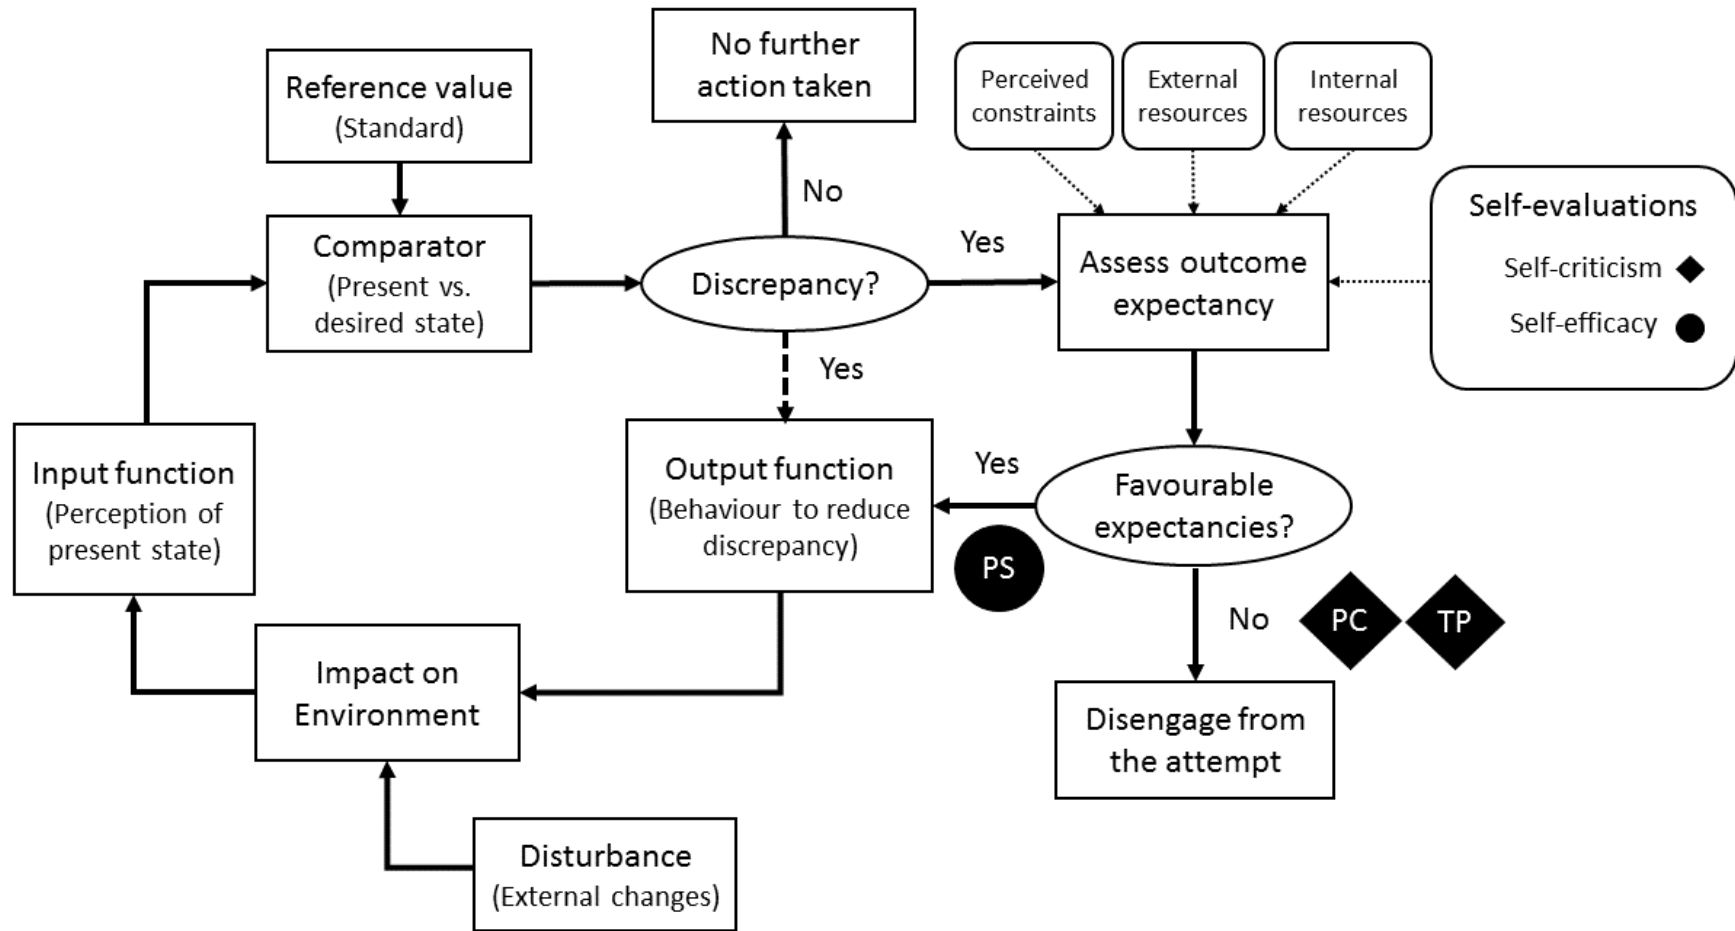 No further
action taken
Reference value
(Standard)
Perceived
constraints
External
resources
Internal
resources
No
Self-evaluations
Self-criticism
Self-efficacy
Comparator
(Present vs.
desired state)
Discrepancy?
Yes
Assess outcome
expectancy
Yes
Input function
(Perception of
present state)
Output function
(Behaviour to reduce
discrepancy)
Yes
Favourable
expectancies?
PS
No
PC
TP
Impact on
Environment
Disengage from
the attempt
Disturbance
(External changes)